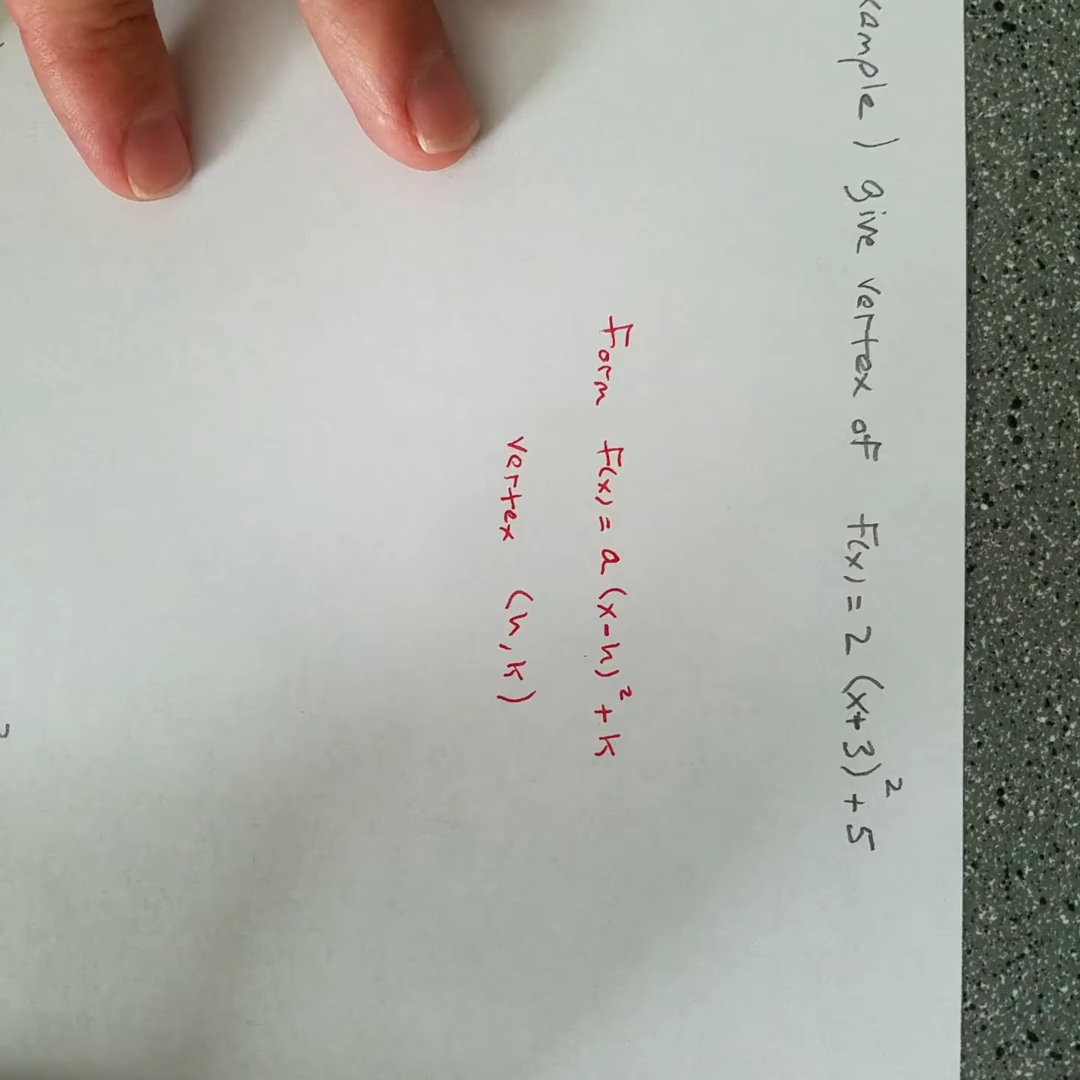 xample) give vertex of f(x) = 2 (x+3)² + 5
Form f(x) = a (x-h)² + k
vertex (h, k)